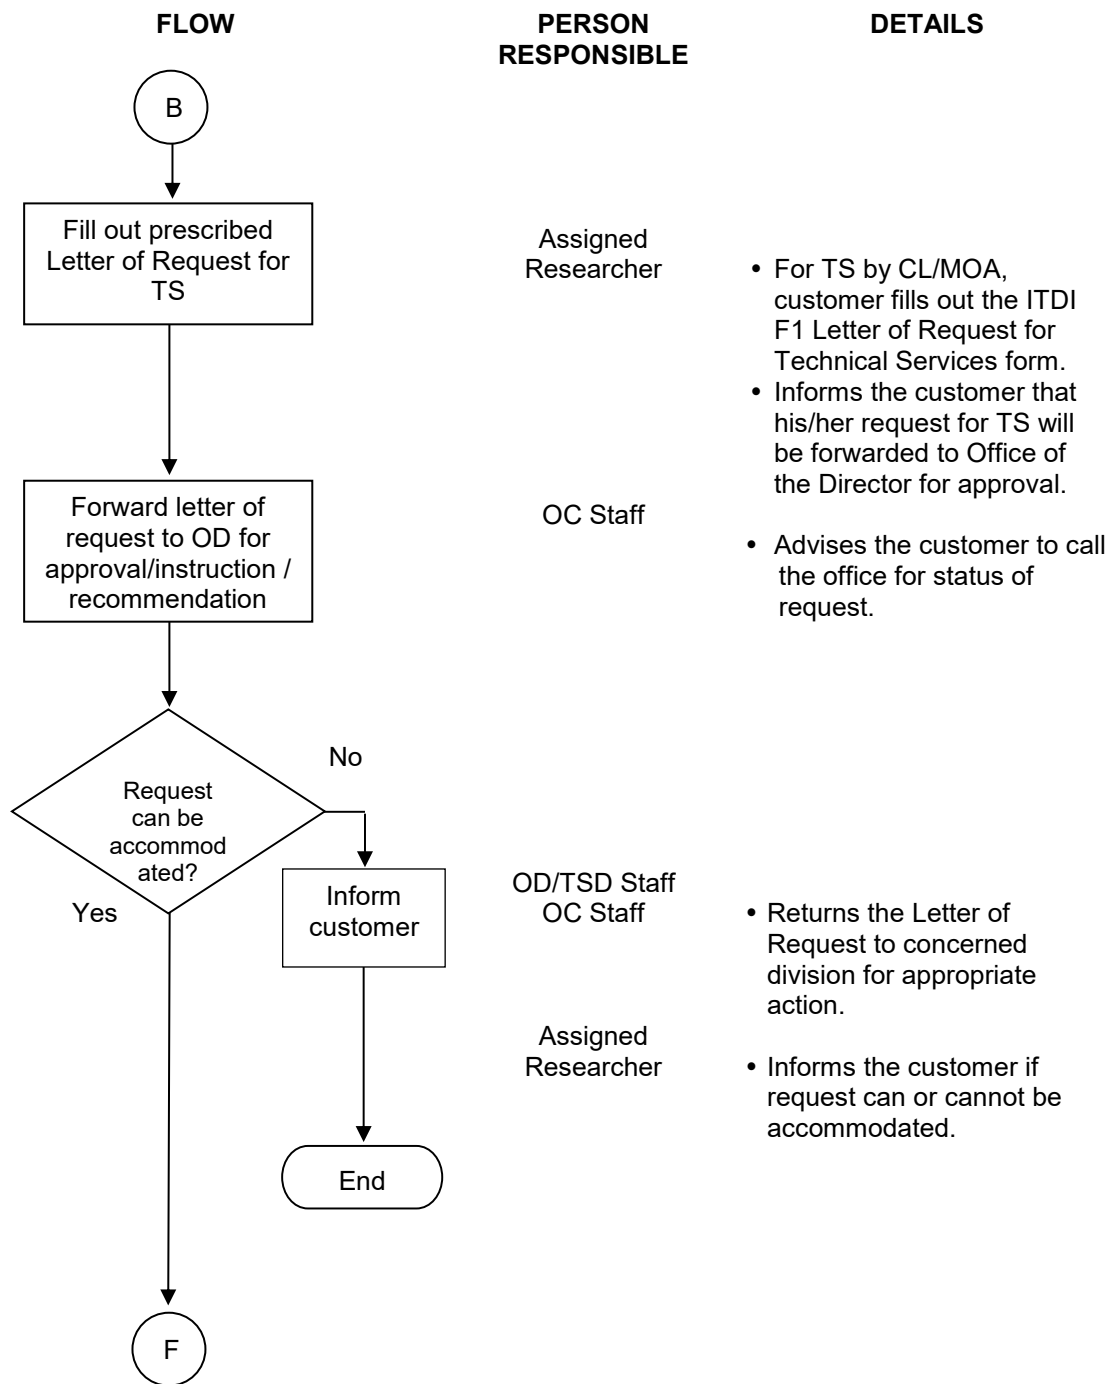 FLOW
PERSON
RESPONSIBLE
DETAILS
B
Fill out prescribed
Letter of Request for
TS
Assigned
Researcher
• For TS by CL/MOA,
customer fills out the ITDI
F1 Letter of Request for
Technical Services form.
• Informs the customer that
his/her request for TS will
be forwarded to Office of
the Director for approval.
Forward letter of
request to OD for
approval/instruction /
recommendation
OC Staff
• Advises the customer to call
the office for status of
request.
No
Request
can be
accommod
ated?
Yes
Inform
customer
OD/TSD Staff
OC Staff
• Returns the Letter of
Request to concerned
division for appropriate
action.
Assigned
Researcher
• Informs the customer if
request can or cannot be
accommodated.
End
F